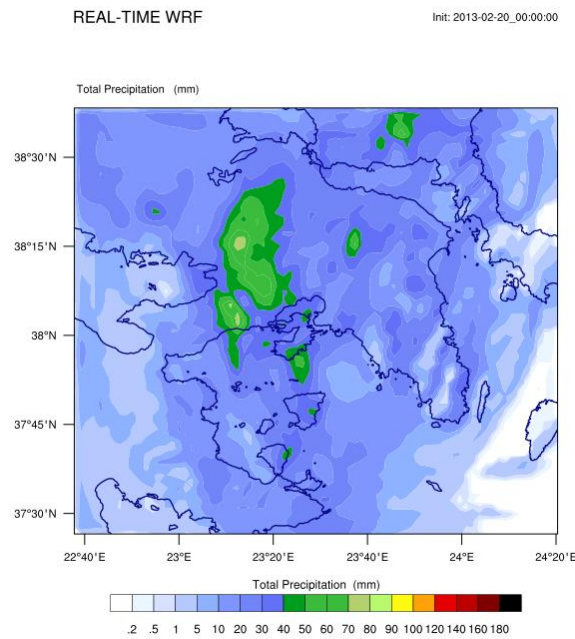 REAL-TIME WRF
Init: 2013-02-20_00:00:00
Total Precipitation (mm)
38°30'N
38°15'N
38°N
37°45'N
37°30'N
22°40'E 23°E 23°20'E 23°40'E 24°E 24°20'E
Total Precipitation (mm)
.2 .5 1 5 10 20 30 40 50 60 70 80 90 100 120 140 160 180